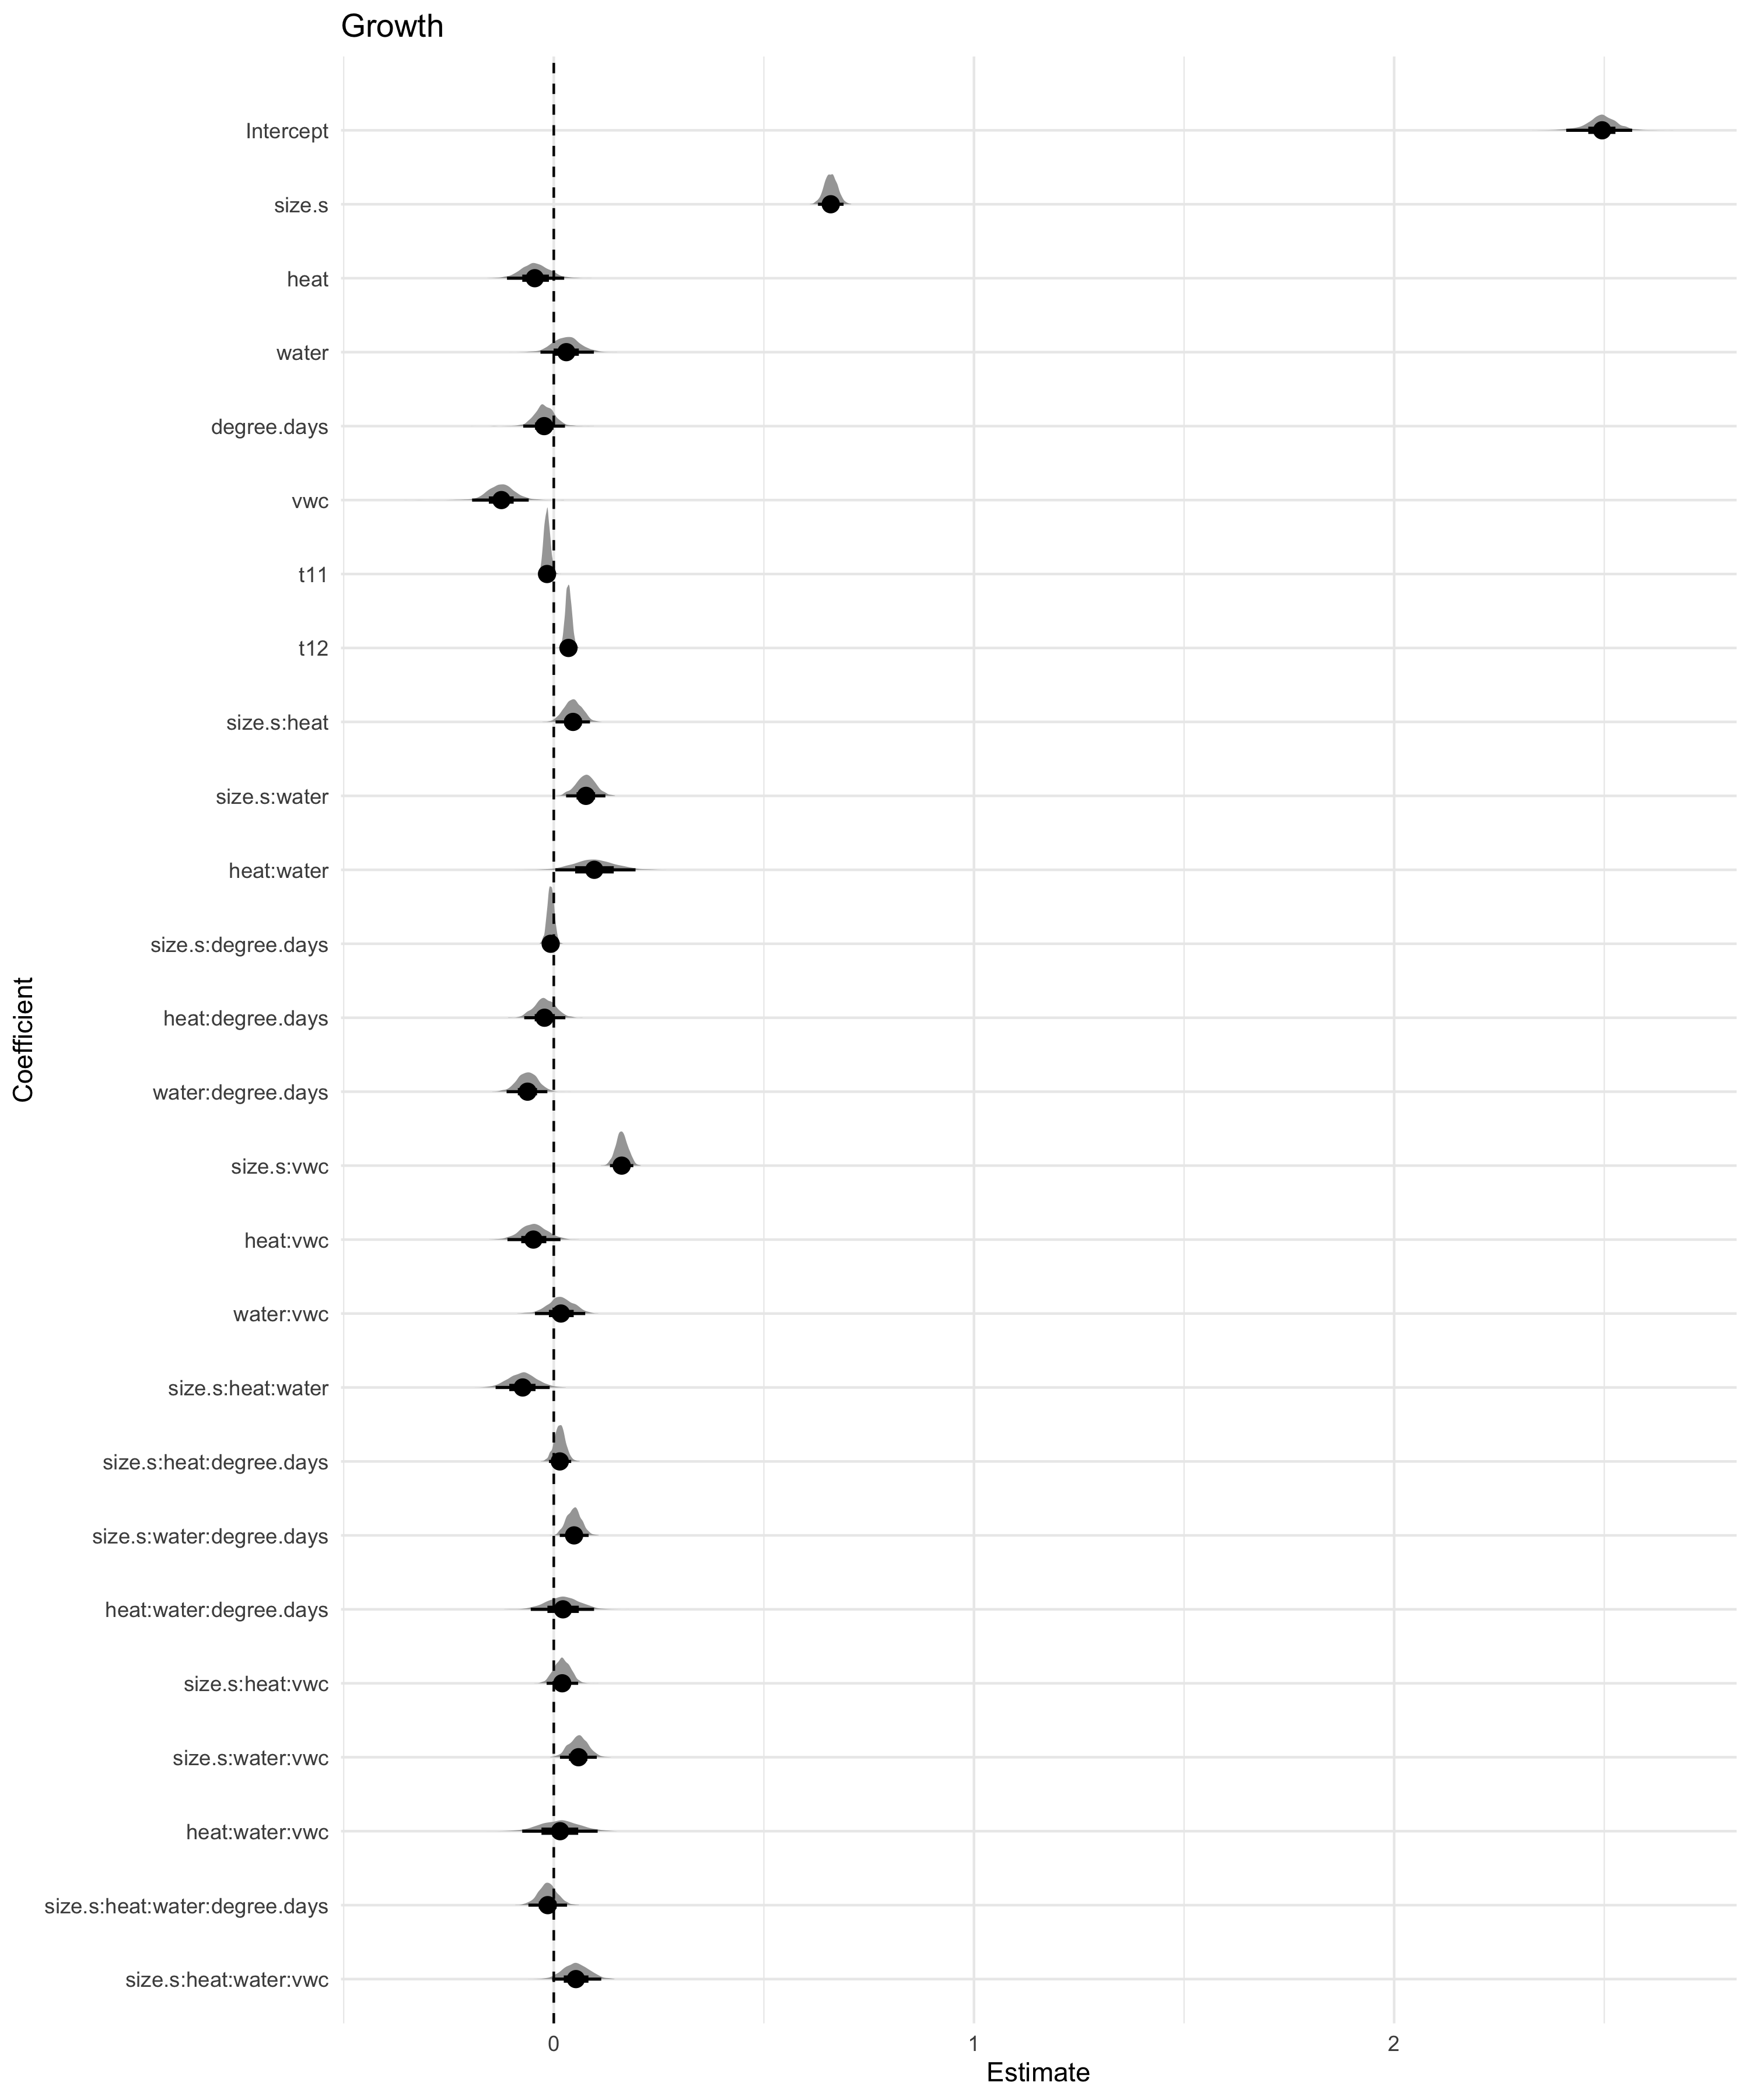 Growth
Intercept
size.s
heat
water
degree.days
vwc
t11
t12
size.s:heat
size.s:water
heat:water
size.s:degree.days
heat:degree.days
water:degree.days
size.s:vwc
heat:vwc
water:vwc
size.s:heat:water
size.s:heat:degree.days
size.s:water:degree.days
heat:water:degree.days
size.s:heat:vwc
size.s:water:vwc
heat:water:vwc
size.s:heat:water:degree.days
size.s:heat:water:vwc
Coefficient
0 1 2
Estimate